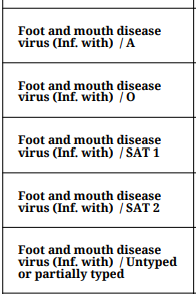 Foot and mouth disease
virus (Inf. with) / A
Foot and mouth disease
virus (Inf. with) / O
Foot and mouth disease
virus (Inf. with) / SAT 1
Foot and mouth disease
virus (Inf. with) / SAT 2
Foot and mouth disease
virus (Inf. with) / Untyped
or partially typed